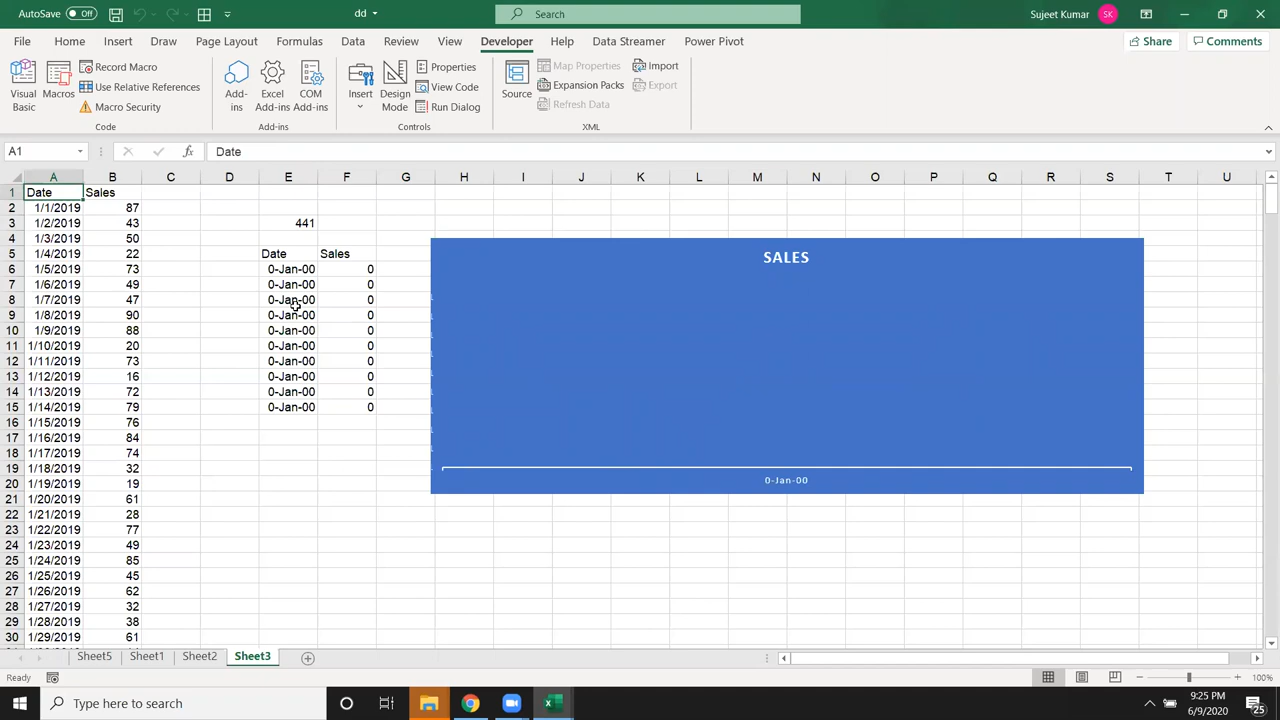 AutoSave Off dd Search Sujeet Kumar SK
File Home Insert Draw Page Layout Formulas Data Review View Developer Help Data Streamer Power Pivot Share Comments
Visual Basic Macros Record Macro Use Relative References Macro Security Code
Add-ins Excel Add-ins COM Add-ins Add-ins
Insert Design Mode Properties View Code Run Dialog Controls
Source Map Properties Expansion Packs Refresh Data Import Export XML
A1 fx Date
A B C D E F G H I J K L M N O P Q R S T U
1 Date Sales
2 1/1/2019 87
3 1/2/2019 43 441
4 1/3/2019 50
5 1/4/2019 22 Date Sales
6 1/5/2019 73 0-Jan-00 0
7 1/6/2019 49 0-Jan-00 0
8 1/7/2019 47 0-Jan-00 0
9 1/8/2019 90 0-Jan-00 0
10 1/9/2019 88 0-Jan-00 0
11 1/10/2019 20 0-Jan-00 0
12 1/11/2019 73 0-Jan-00 0
13 1/12/2019 16 0-Jan-00 0
14 1/13/2019 72 0-Jan-00 0
15 1/14/2019 79 0-Jan-00 0
16 1/15/2019 76
17 1/16/2019 84
18 1/17/2019 74
19 1/18/2019 32
20 1/19/2019 19
21 1/20/2019 61
22 1/21/2019 28
23 1/22/2019 77
24 1/23/2019 49
25 1/24/2019 85
26 1/25/2019 45
27 1/26/2019 62
28 1/27/2019 32
29 1/28/2019 38
30 1/29/2019 61
SALES
0-Jan-00
Sheet5 Sheet1 Sheet2 Sheet3
Ready 100%
Type here to search
9:25 PM
6/9/2020
25